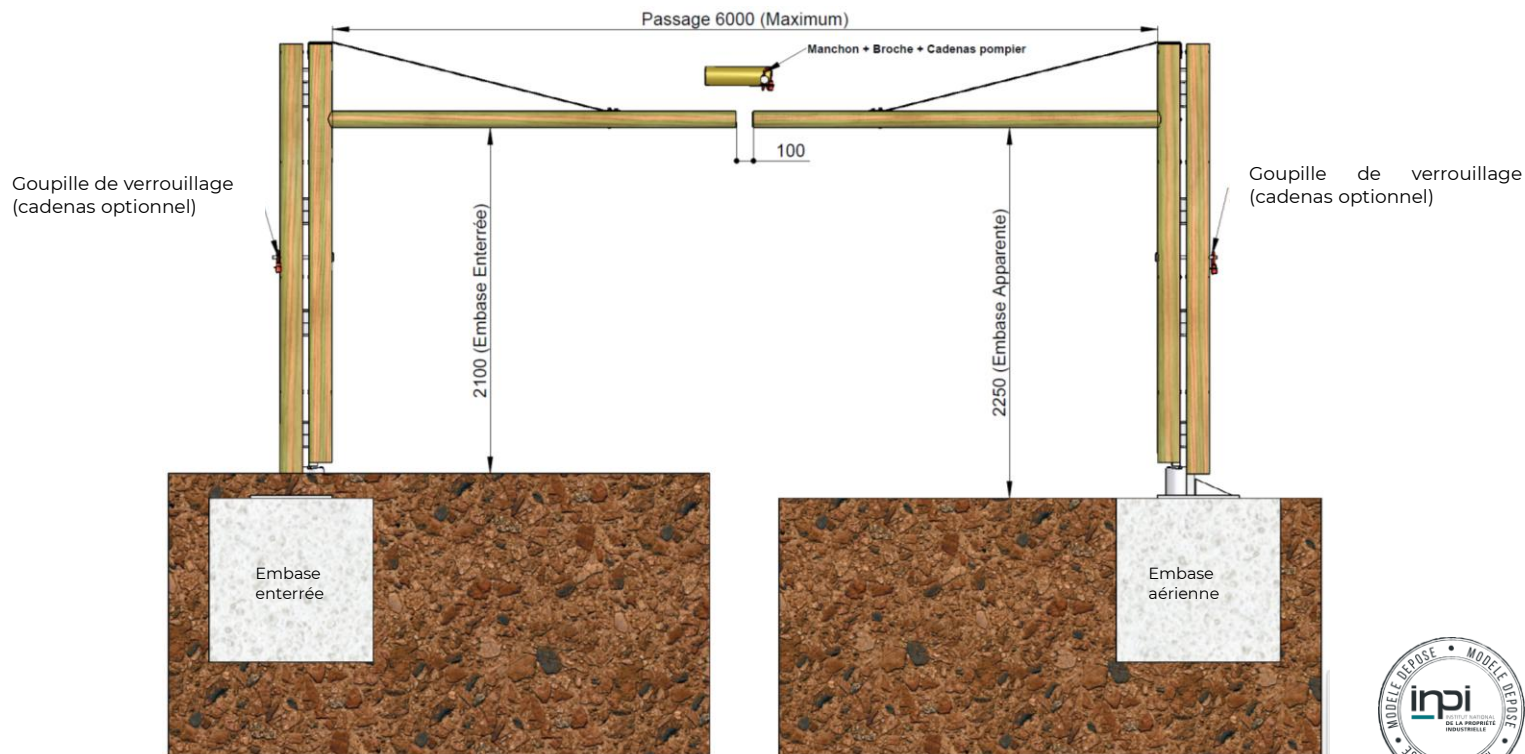 Passage 6000 (Maximum)
Manchon + Broche + Cadenas pompier
100
Goupille de verrouillage
(cadenas optionnel)
Goupille de verrouillage
(cadenas optionnel)
2100 (Embase Enterrée)
2250 (Embase Apparente)
Embase
enterrée
Embase
aérienne
MODELE DEPOSE • MODELE DEPOSE •
inpi
INSTITUT NATIONAL
DE LA PROPRIÉTÉ
INDUSTRIELLE